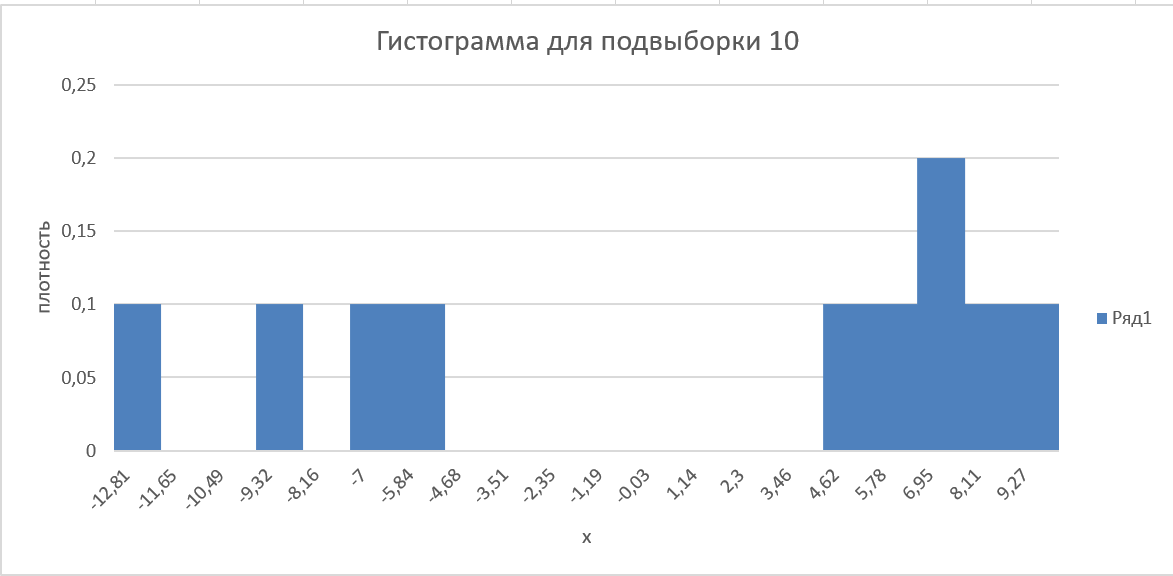 Гистограмма для подвыборки 10
0,25
0,2
0,15
0,1
0,05
0
плотность
-12,81 -11,65 -10,49 -9,32 -8,16 -7 -5,84 -4,68 -3,51 -2,35 -1,19 -0,03 1,14 2,3 3,46 4,62 5,78 6,95 8,11 9,27
х
Ряд1